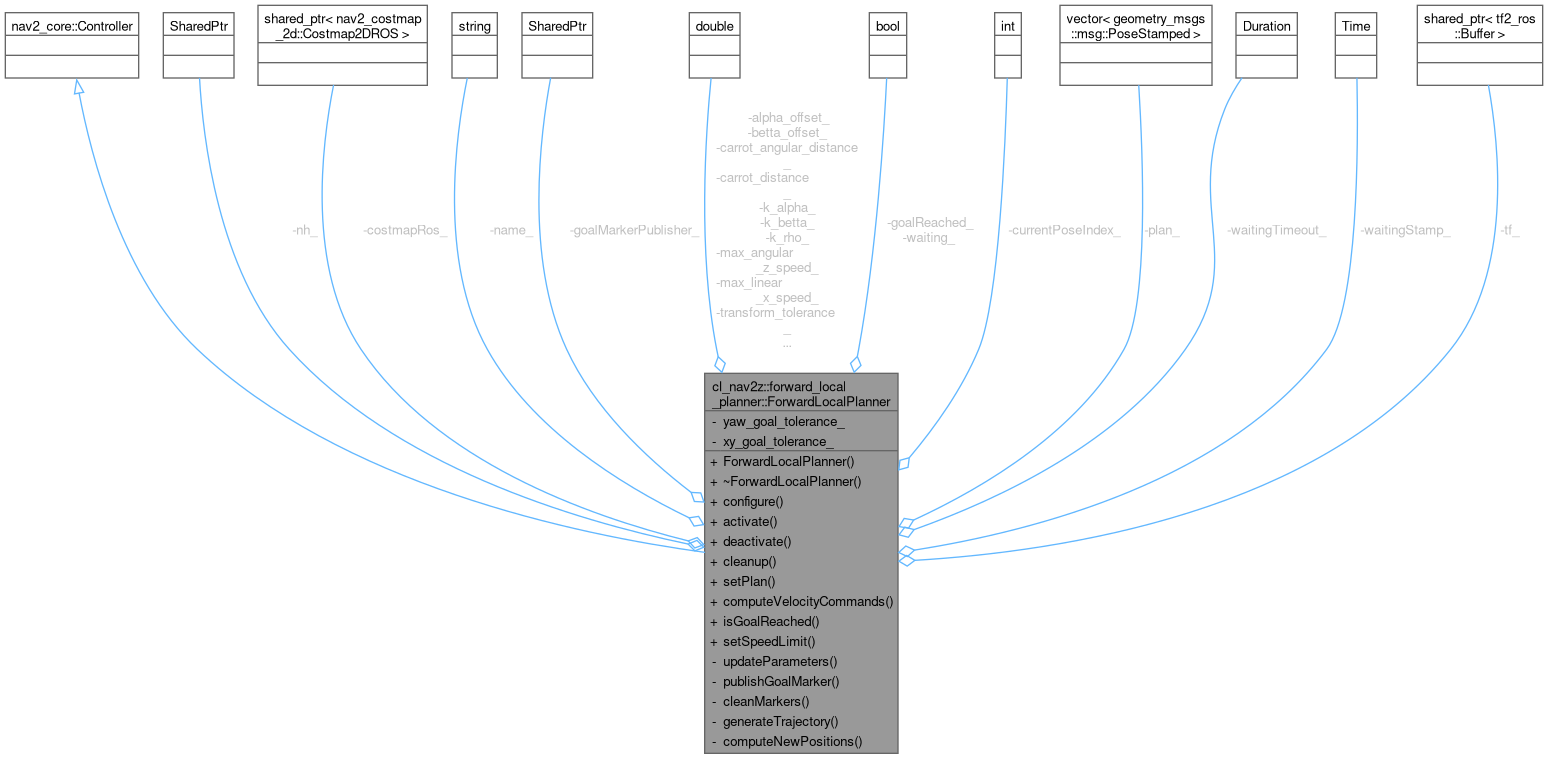 nav2_core::Controller
SharedPtr
shared_ptr< nav2_costmap
_2d::Costmap2DROS >
string
SharedPtr
double
bool
int
vector< geometry_msgs
::msg::PoseStamped >
Duration
Time
shared_ptr< tf2_ros
::Buffer >
-nh_
-costmapRos_
-name_
-goalMarkerPublisher_
-alpha_offset_
-betta_offset_
-carrot_angular_distance
_
-carrot_distance
_
-k_alpha_
-k_betta_
-k_rho_
-max_angular
_z_speed_
-max_linear
_x_speed_
-transform_tolerance
_
...
-goalReached_
-waiting_
-currentPoseIndex_
-plan_
-waitingTimeout_
-waitingStamp_
-tf_
cl_nav2z::forward_local
_planner::ForwardLocalPlanner
- yaw_goal_tolerance_
- xy_goal_tolerance_
+ ForwardLocalPlanner()
+ ~ForwardLocalPlanner()
+ configure()
+ activate()
+ deactivate()
+ cleanup()
+ setPlan()
+ computeVelocityCommands()
+ isGoalReached()
+ setSpeedLimit()
- updateParameters()
- publishGoalMarker()
- cleanMarkers()
- generateTrajectory()
- computeNewPositions()